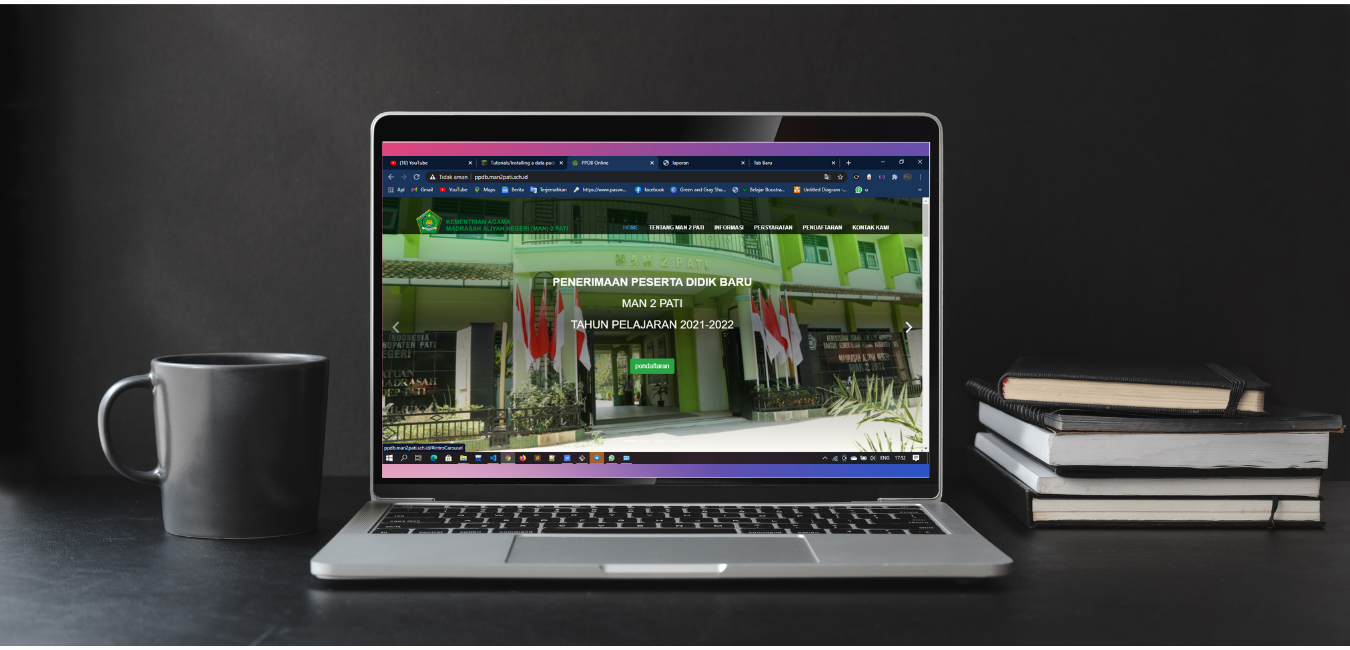 (10) YouTube
Tutorials/Installing a data pac
PPDB Online
laporan
Tab Baru
Tidak aman | ppdb.man2pati.sch.id
Apl Gmail YouTube Maps Berita Terjemahkan https://www.passw... facebook Green and Gray Sha... Belajar Bootstra... Untitled Diagram -...
KEMENTRIAN AGAMA
MADRASAH ALIYAH NEGERI (MAN) 2 PATI
HOME TENTANG MAN 2 PATI INFORMASI PERSYARATAN PENDAFTARAN KONTAK KAMI
MAN 2 PATI
PENERIMAAN PESERTA DIDIK BARU
MAN 2 PATI
TAHUN PELAJARAN 2021-2022
pendaftaran
ppdb.man2pati.sch.id/#introCarousel
ENG 17:52